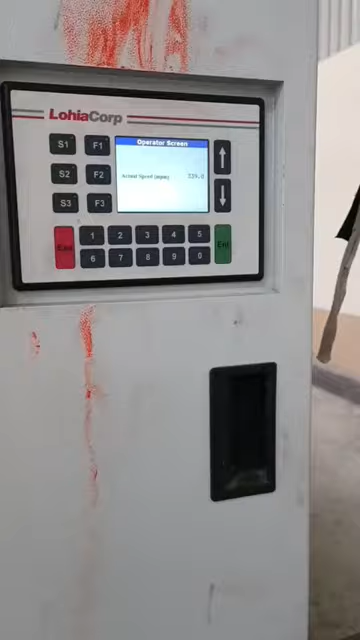 LohiaCorp
S1 F1
Operator Screen
S2 F2
Actual Speed (mpm) 339.0
S3 F3
1 2 3 4 5
Esc Ent
6 7 8 9 0